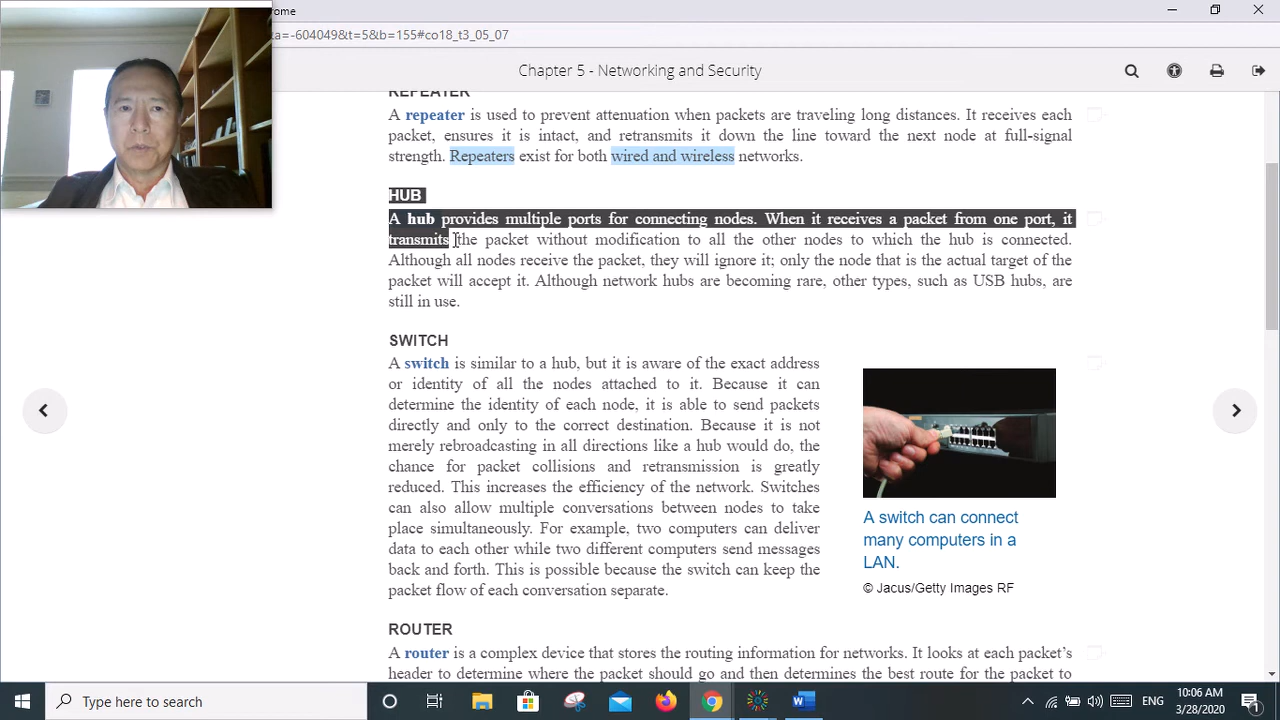 ome
a=-604049&t=5&b=155#co18_t3_05_07
Chapter 5 - Networking and Security
REPEATER
A repeater is used to prevent attenuation when packets are traveling long distances. It receives each
packet, ensures it is intact, and retransmits it down the line toward the next node at full-signal
strength. Repeaters exist for both wired and wireless networks.
HUB
A hub provides multiple ports for connecting nodes. When it receives a packet from one port, it
transmits the packet without modification to all the other nodes to which the hub is connected.
Although all nodes receive the packet, they will ignore it; only the node that is the actual target of the
packet will accept it. Although network hubs are becoming rare, other types, such as USB hubs, are
still in use.
SWITCH
A switch is similar to a hub, but it is aware of the exact address
or identity of all the nodes attached to it. Because it can
determine the identity of each node, it is able to send packets
directly and only to the correct destination. Because it is not
merely rebroadcasting in all directions like a hub would do, the
chance for packet collisions and retransmission is greatly
reduced. This increases the efficiency of the network. Switches
can also allow multiple conversations between nodes to take
place simultaneously. For example, two computers can deliver
data to each other while two different computers send messages
back and forth. This is possible because the switch can keep the
packet flow of each conversation separate.
A switch can connect
many computers in a
LAN.
© Jacus/Getty Images RF
ROUTER
A router is a complex device that stores the routing information for networks. It looks at each packet's
header to determine where the packet should go and then determines the best route for the packet to
Type here to search
ENG
10:06 AM
3/28/2020
1